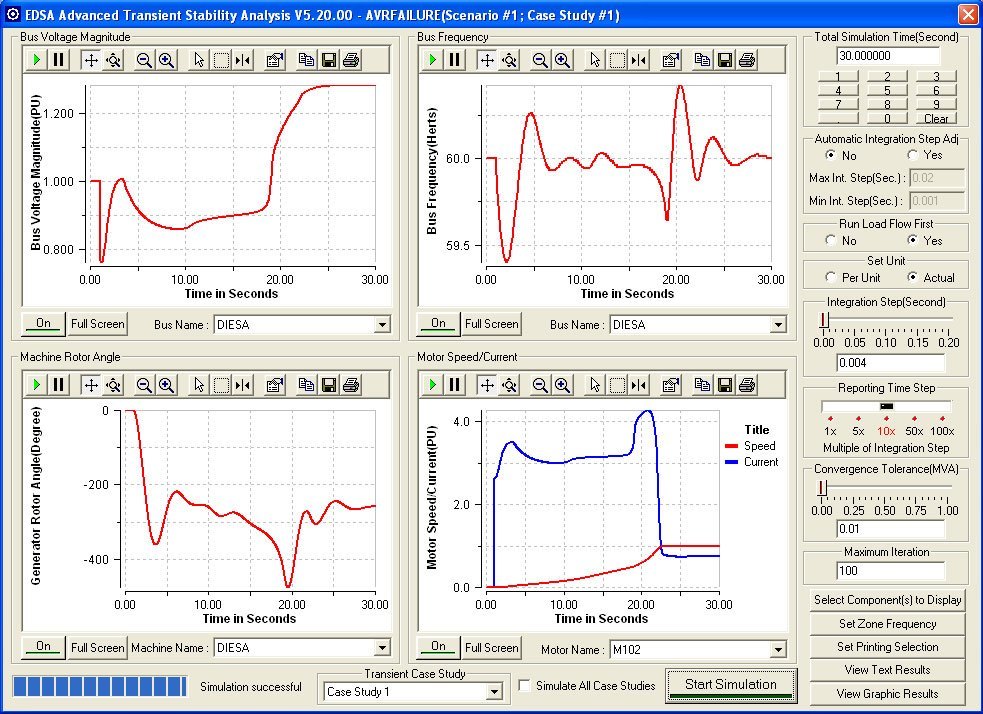 EDSA Advanced Transient Stability Analysis V5.20.00 - AVRFAILURE(Scenario #1; Case Study #1)
Bus Voltage Magnitude
Bus Voltage Magnitude(PU)
1.200
1.000
0.800
0.00 10.00 20.00 30.00
Time in Seconds
On Full Screen Bus Name : DIESA
Bus Frequency
Bus Frequency(Herts)
60.0
59.5
0.00 10.00 20.00 30.00
Time in Seconds
On Full Screen Bus Name : DIESA
Machine Rotor Angle
Generator Rotor Angle(Degree)
0
-200
-400
0.00 10.00 20.00 30.00
Time in Seconds
On Full Screen Machine Name : DIESA
Motor Speed/Current
Motor Speed/Current(PU)
4.0
2.0
0.0
0.00 10.00 20.00 30.00
Time in Seconds
Title
Speed
Current
On Full Screen Motor Name : M102
Simulation successful
Transient Case Study
Case Study 1
Simulate All Case Studies
Start Simulation
Total Simulation Time(Second)
30.000000
1 2 3
4 5 6
7 8 9
. 0 Clear
Automatic Integration Step Adj
No Yes
Max Int. Step(Sec.) : 0.02
Min Int. Step(Sec.) : 0.001
Run Load Flow First
No Yes
Set Unit
Per Unit Actual
Integration Step(Second)
0.00 0.05 0.10 0.15 0.20
0.004
Reporting Time Step
1x 5x 10x 50x 100x
Multiple of Integration Step
Convergence Tolerance(MVA)
0.00 0.25 0.50 0.75 1.00
0.01
Maximum Iteration
100
Select Component(s) to Display
Set Zone Frequency
Set Printing Selection
View Text Results
View Graphic Results